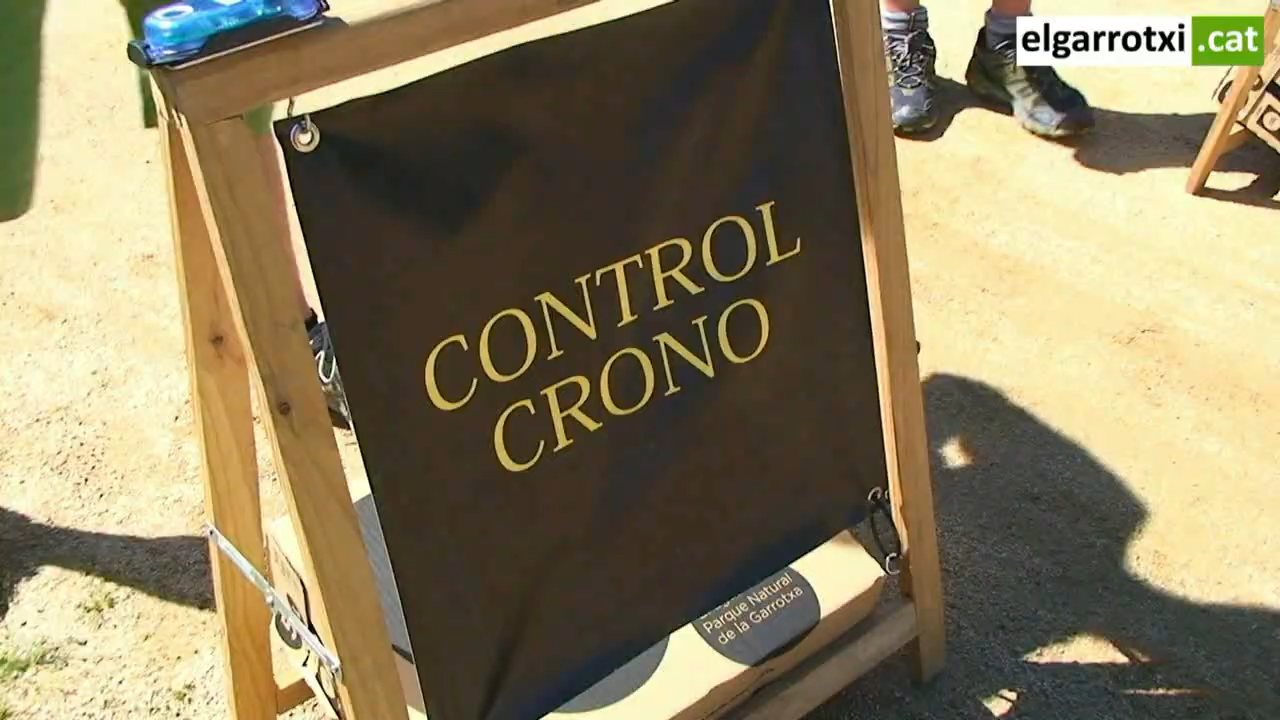 elgarrotxi.cat
CONTROL
CRONO
Parque Natural
de la Garrotxa